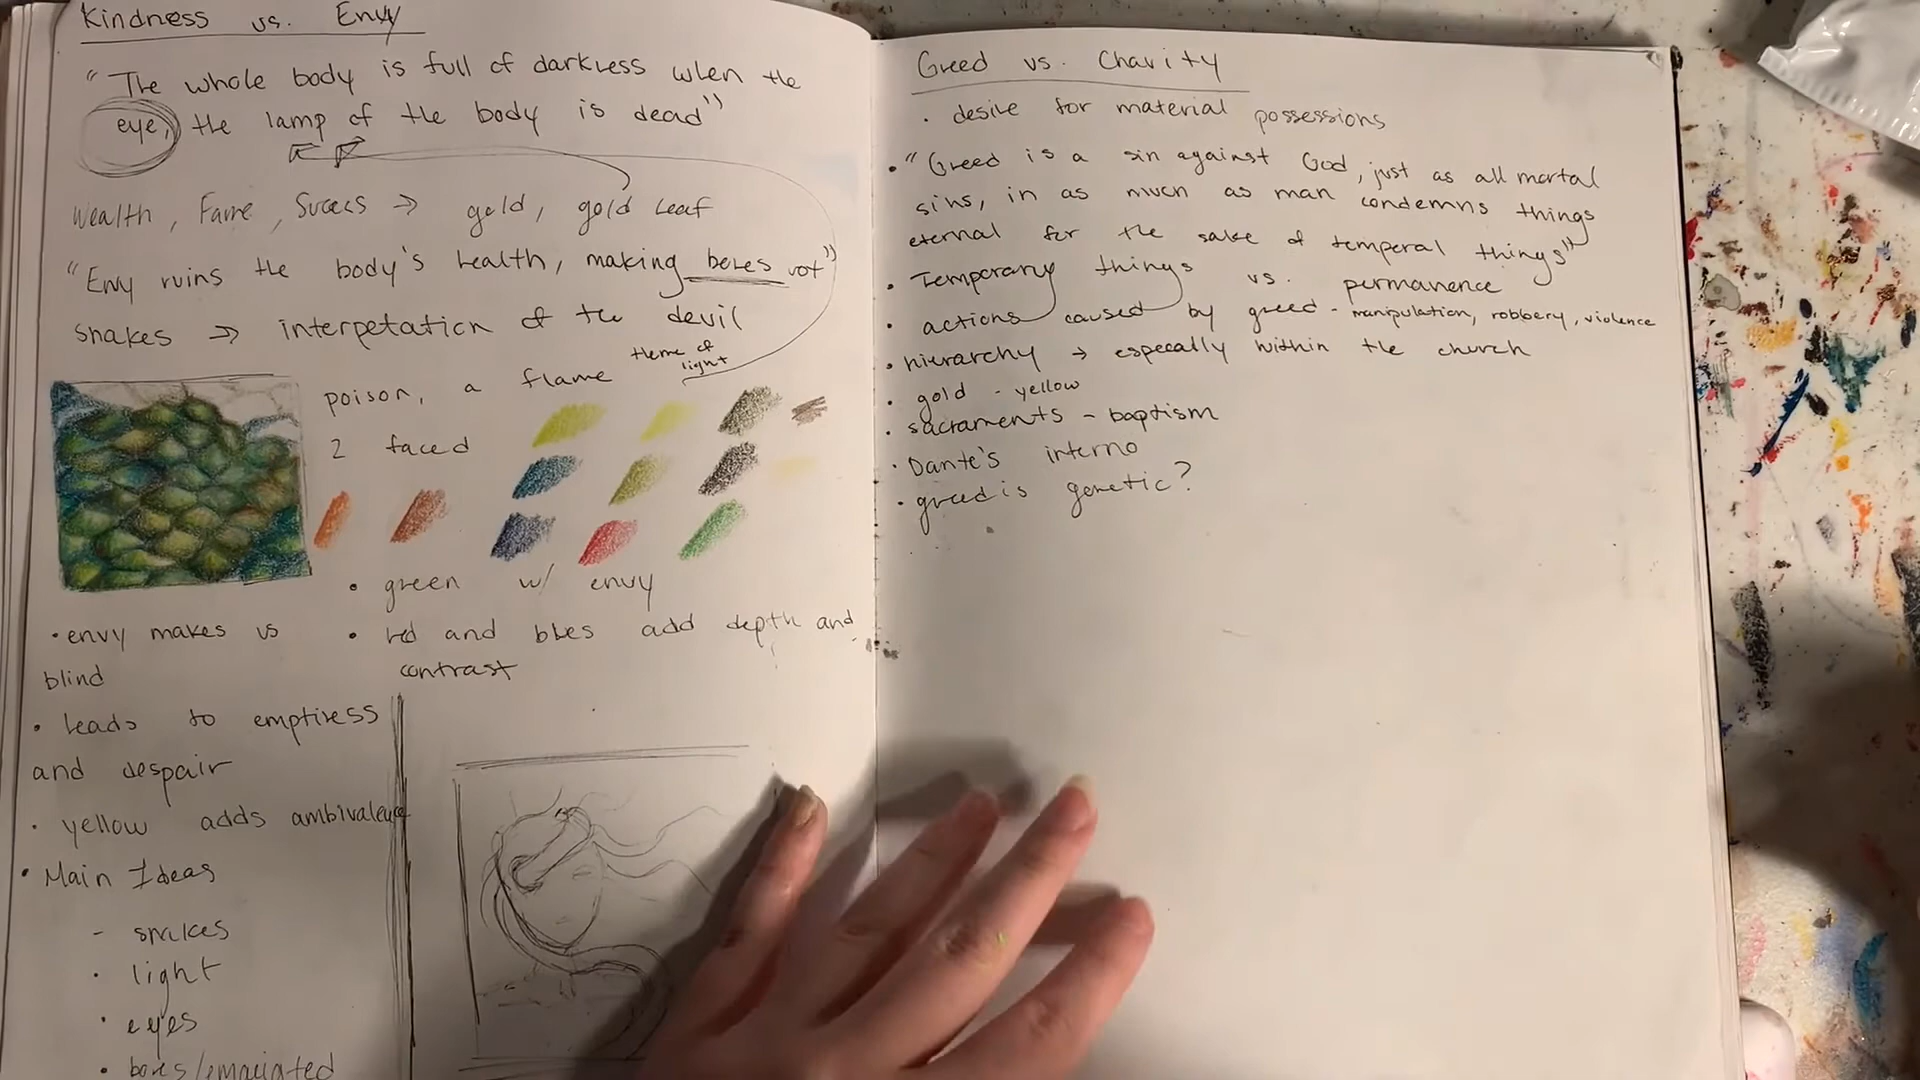 Kindness vs. Envy
"The whole body is full of darkness when the
eye, the lamp of the body is dead"
Wealth, Fame, Sucess → gold, gold leaf
"Envy ruins the body's health, making bones rot"
snakes → interpetation of the devil
theme of
light
poison, a flame
2 faced
• green w/ envy
• envy makes us
blind
• red and blues add depth and
contrast
• leads to emptiness
and despair
• yellow adds ambivalence
• Main Ideas
- snakes
• light
• eyes
• bones/emaciated
Greed vs. Charity
• desire for material possessions
• "Greed is a sin against God, just as all mortal
sins, in as much as man condemns things
eternal for the sake of temperal things"
• Temporary things vs. permanence
• actions caused by greed - manipulation, robbery, violence
• hierarchy → especally within the church
• gold - yellow
• sacraments - baptism
• Dante's inferno
• greed is genetic?